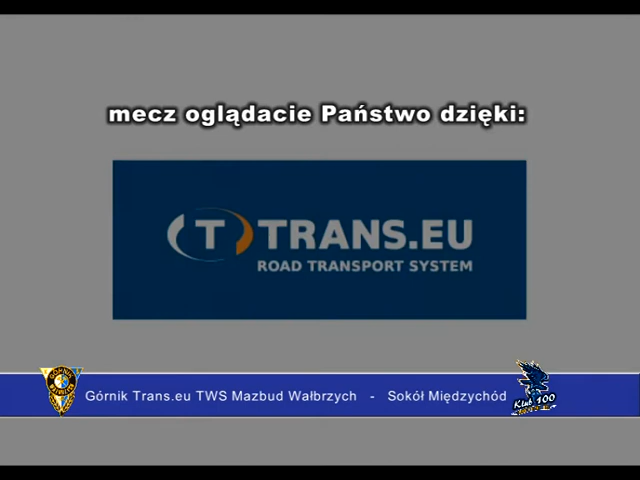 mecz oglądacie Państwo dzięki:
T TRANS.EU
ROAD TRANSPORT SYSTEM
GÓRNIK
Górnik Trans.eu TWS Mazbud Wałbrzych - Sokół Międzychód
Klub 100